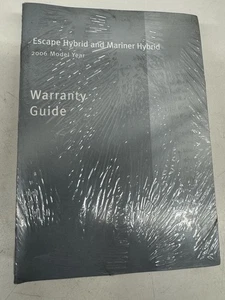 Escape Hybrid and Mariner Hybrid
2006 Model Year
Warranty
Guide